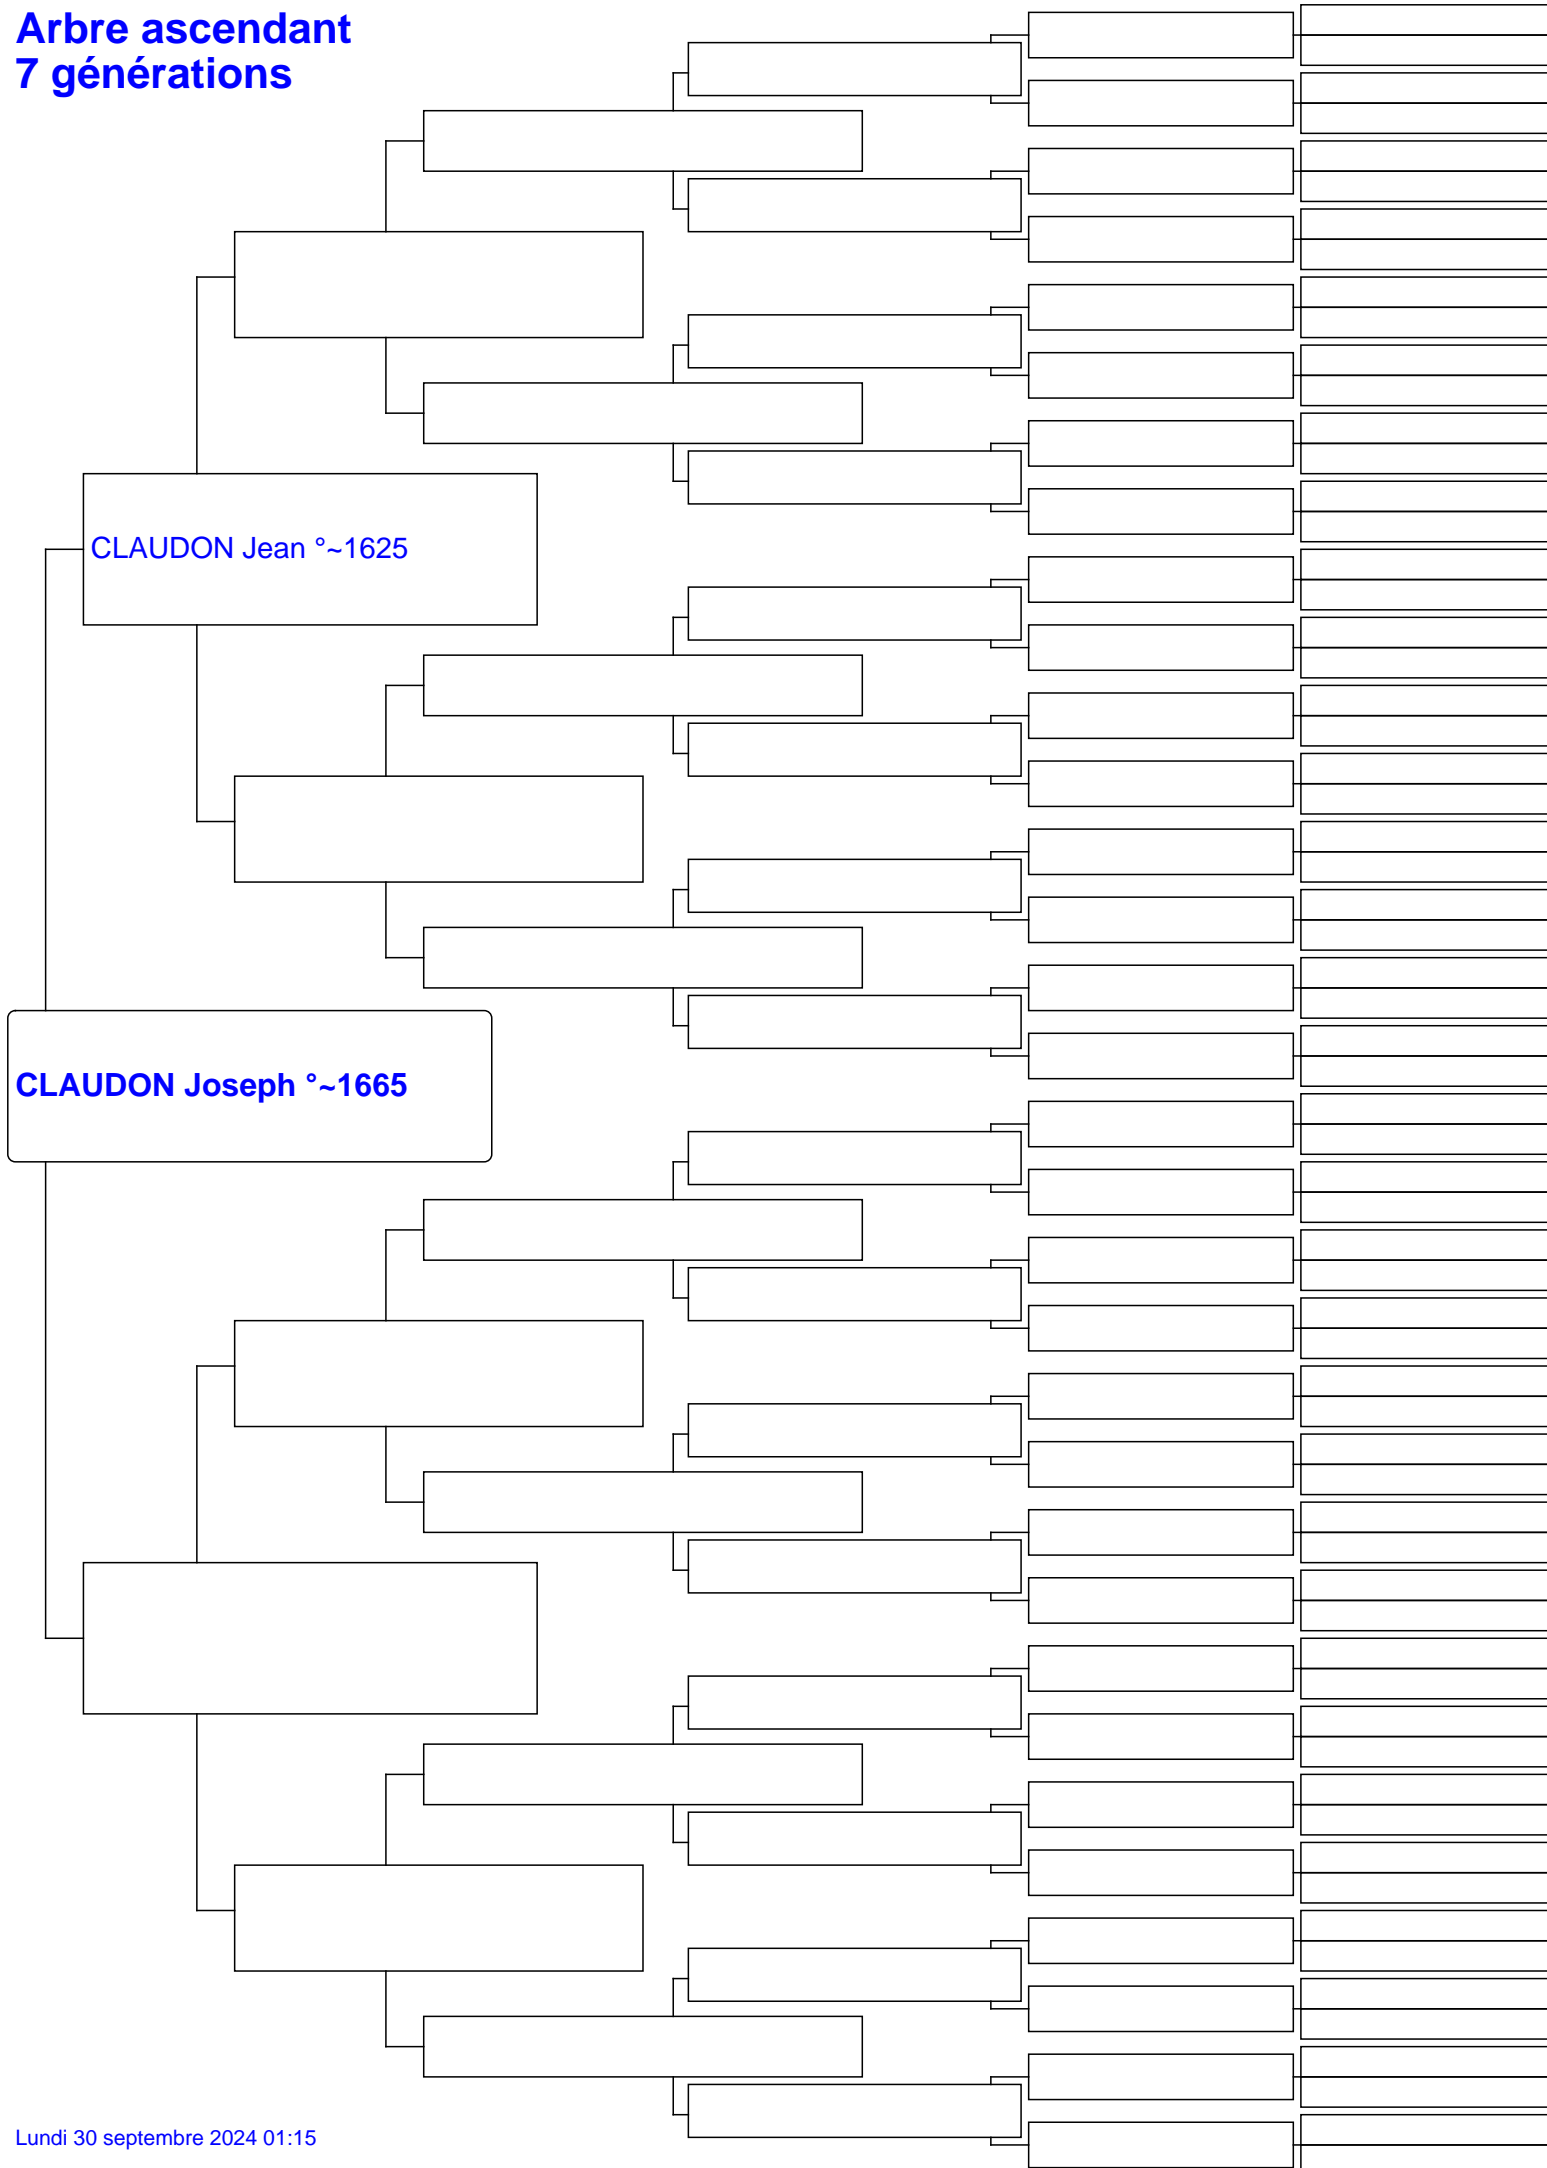 Arbre ascendant
7 générations
CLAUDON Jean °~1625
CLAUDON Joseph °~1665
Lundi 30 septembre 2024 01:15